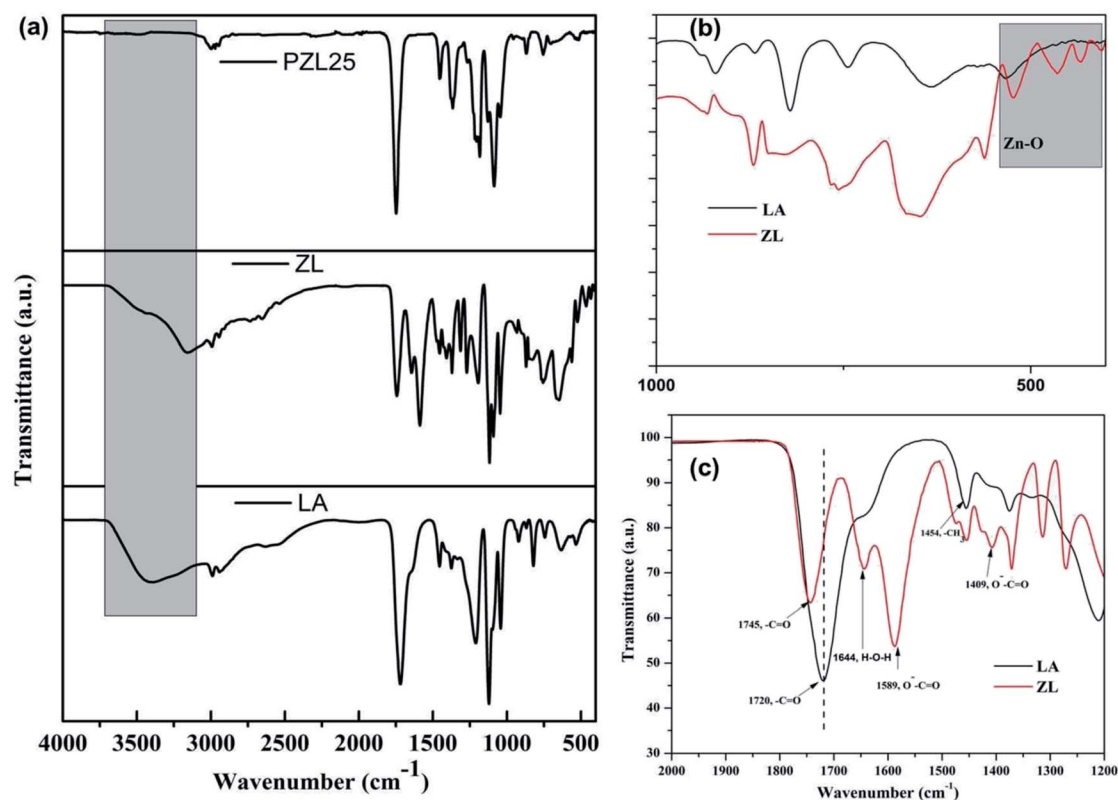 (a)
PZL25
ZL
LA
Transmittance (a.u.)
4000 3500 3000 2500 2000 1500 1000 500
Wavenumber (cm-1)
(b)
Zn-O
LA
ZL
1000 500
(c)
Transmittance (a.u.)
100
90
80
70
60
50
40
30
1454, -CH3
1409, O--C=O
1745, -C=O
1644, H-O-H
1589, O--C=O
1720, -C=O
LA
ZL
2000 1900 1800 1700 1600 1500 1400 1300 1200
Wavenumber (cm-1)